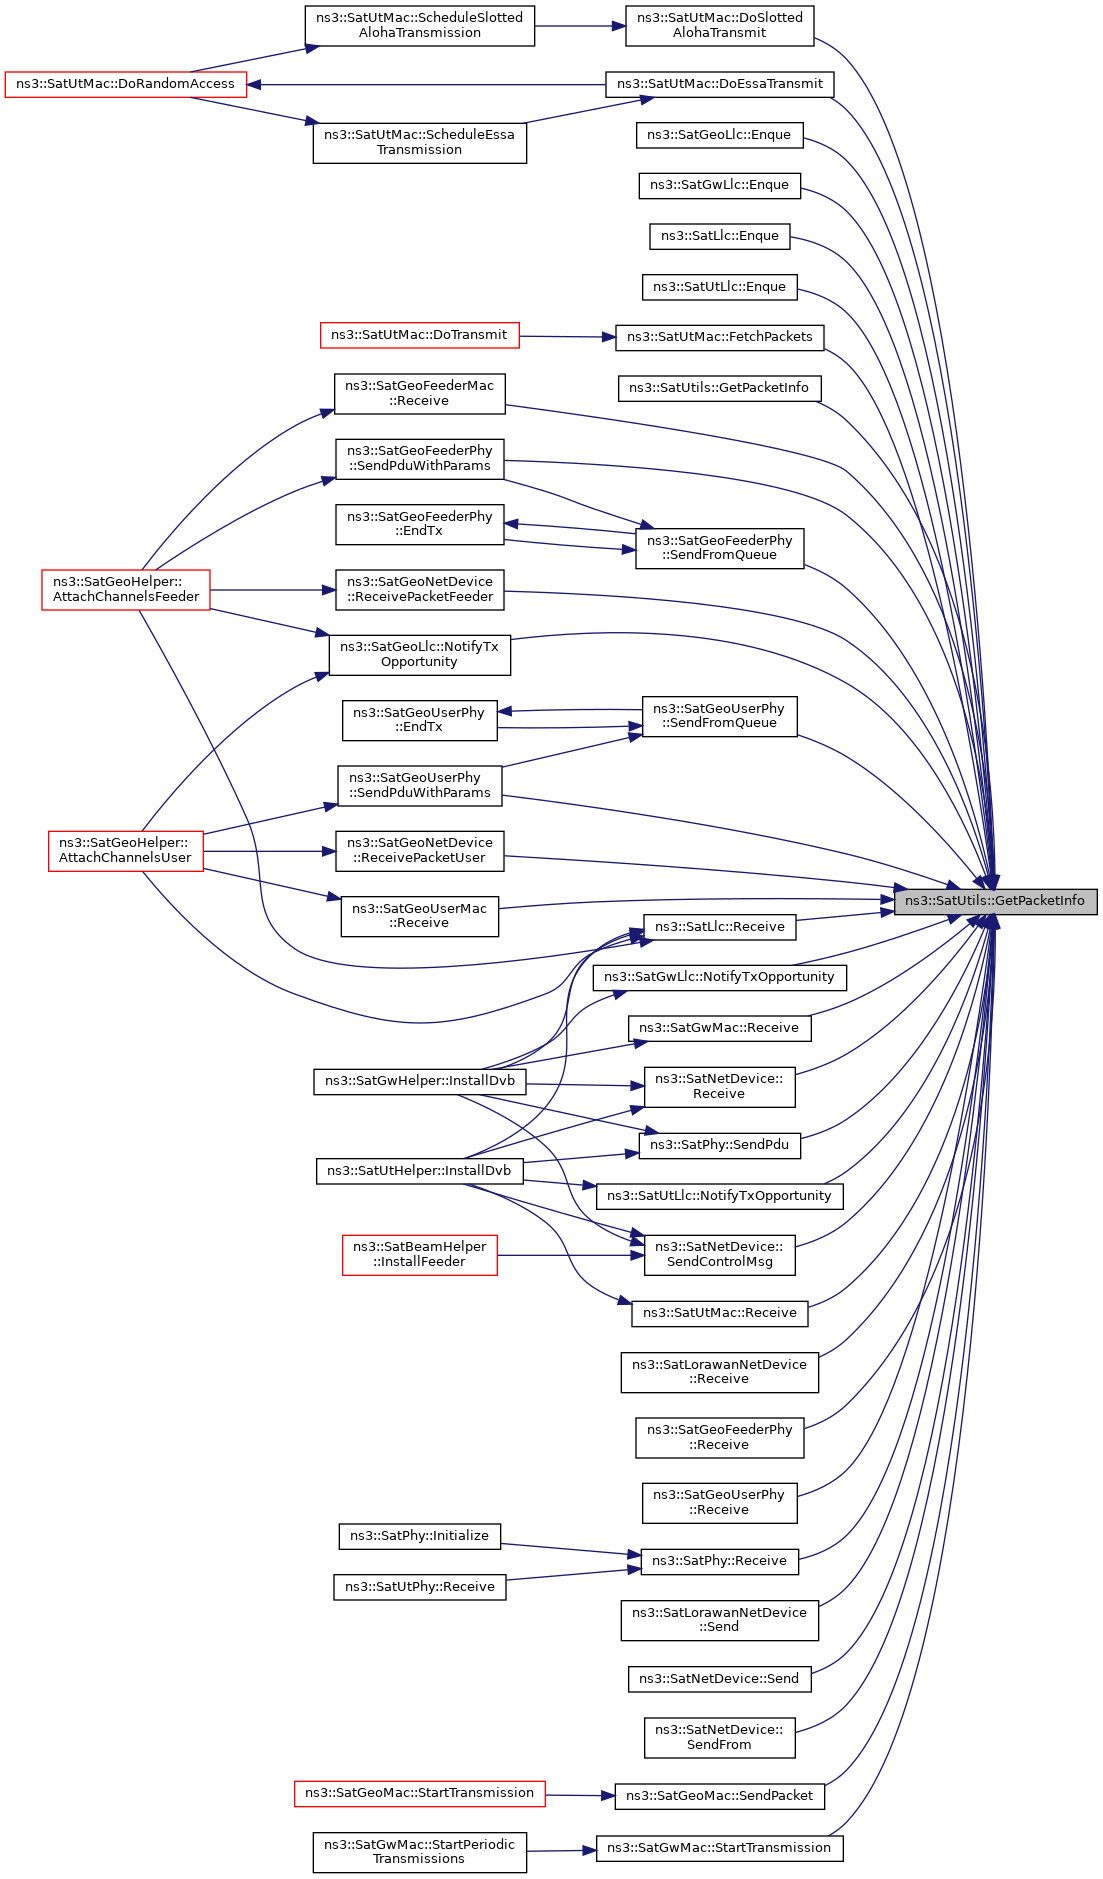 ns3::SatUtMac::ScheduleSlotted
AlohaTransmission
ns3::SatUtMac::DoSlotted
AlohaTransmit
ns3::SatUtMac::DoRandomAccess
ns3::SatUtMac::DoEssaTransmit
ns3::SatUtMac::ScheduleEssa
Transmission
ns3::SatGeoLlc::Enque
ns3::SatGwLlc::Enque
ns3::SatLlc::Enque
ns3::SatUtLlc::Enque
ns3::SatUtMac::DoTransmit
ns3::SatUtMac::FetchPackets
ns3::SatGeoFeederMac
::Receive
ns3::SatUtils::GetPacketInfo
ns3::SatGeoFeederPhy
::SendPduWithParams
ns3::SatGeoFeederPhy
::EndTx
ns3::SatGeoFeederPhy
::SendFromQueue
ns3::SatGeoHelper::
AttachChannelsFeeder
ns3::SatGeoNetDevice
::ReceivePacketFeeder
ns3::SatGeoLlc::NotifyTx
Opportunity
ns3::SatGeoUserPhy
::EndTx
ns3::SatGeoUserPhy
::SendFromQueue
ns3::SatGeoUserPhy
::SendPduWithParams
ns3::SatGeoHelper::
AttachChannelsUser
ns3::SatGeoNetDevice
::ReceivePacketUser
ns3::SatGeoUserMac
::Receive
ns3::SatUtils::GetPacketInfo
ns3::SatLlc::Receive
ns3::SatGwLlc::NotifyTxOpportunity
ns3::SatGwMac::Receive
ns3::SatGwHelper::InstallDvb
ns3::SatNetDevice::
Receive
ns3::SatPhy::SendPdu
ns3::SatUtHelper::InstallDvb
ns3::SatUtLlc::NotifyTxOpportunity
ns3::SatBeamHelper
::InstallFeeder
ns3::SatNetDevice::
SendControlMsg
ns3::SatUtMac::Receive
ns3::SatLorawanNetDevice
::Receive
ns3::SatGeoFeederPhy
::Receive
ns3::SatGeoUserPhy
::Receive
ns3::SatPhy::Initialize
ns3::SatPhy::Receive
ns3::SatUtPhy::Receive
ns3::SatLorawanNetDevice
::Send
ns3::SatNetDevice::Send
ns3::SatNetDevice::
SendFrom
ns3::SatGeoMac::StartTransmission
ns3::SatGeoMac::SendPacket
ns3::SatGwMac::StartPeriodic
Transmissions
ns3::SatGwMac::StartTransmission